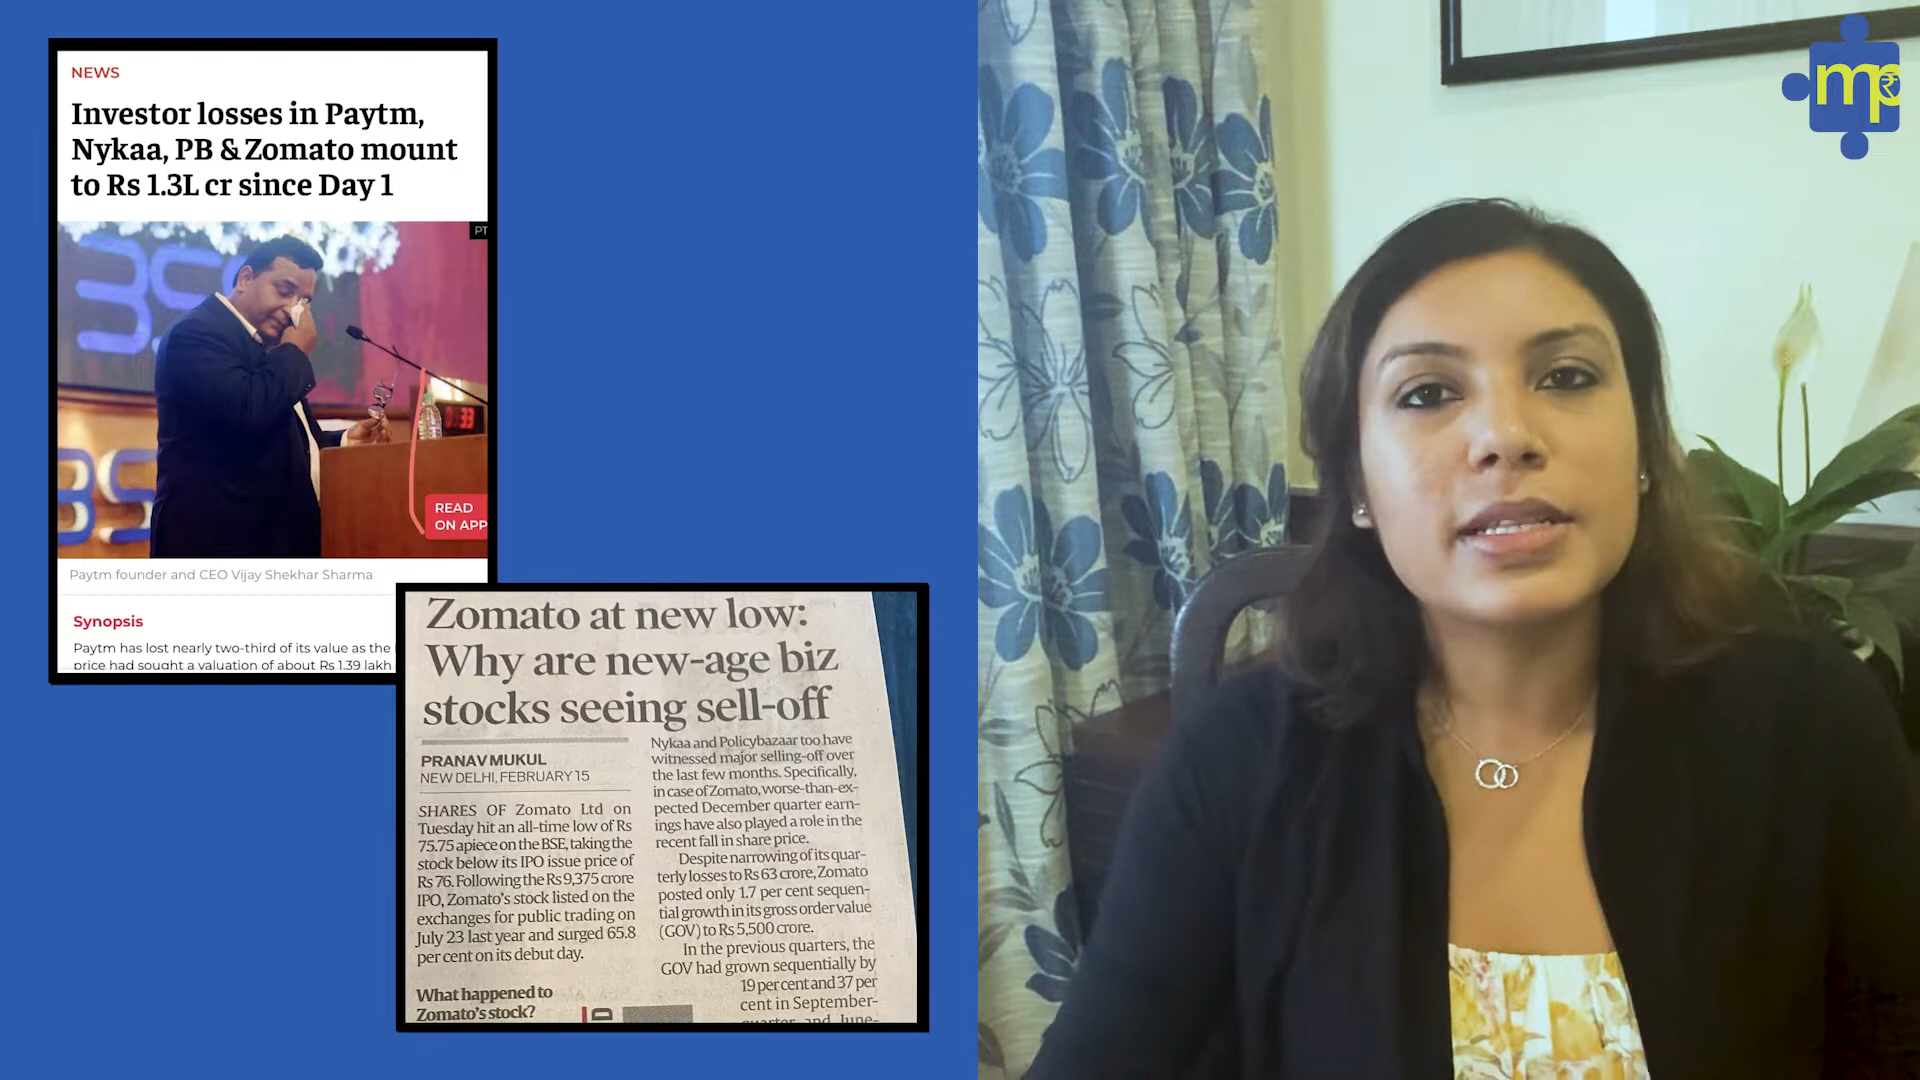 NEWS
Investor losses in Paytm,
Nykaa, PB & Zomato mount
to Rs 1.3L cr since Day 1
PT
READ
ON APP
Paytm founder and CEO Vijay Shekhar Sharma
Synopsis
Paytm has lost nearly two-third of its value as the
price had sought a valuation of about Rs 1.39 lakh
Zomato at new low:
Why are new-age biz
stocks seeing sell-off
PRANAV MUKUL
NEW DELHI, FEBRUARY 15
SHARES OF Zomato Ltd on
Tuesday hit an all-time low of Rs
75.75 apiece on the BSE, taking the
stock below its IPO issue price of
Rs 76. Following the Rs 9,375 crore
IPO, Zomato's stock listed on the
exchanges for public trading on
July 23 last year and surged 65.8
per cent on its debut day.
What happened to
Zomato's stock?
Nykaa and Policybazaar too have
witnessed major selling-off over
the last few months. Specifically,
in case of Zomato, worse-than-ex-
pected December quarter earn-
ings have also played a role in the
recent fall in share price.
Despite narrowing of its quar-
terly losses to Rs 63 crore, Zomato
posted only 1.7 per cent sequen-
tial growth in its gross order value
(GOV) to Rs 5,500 crore.
In the previous quarters, the
GOV had grown sequentially by
19 per cent and 37 per
cent in September-
quarter and June-
mp
₹